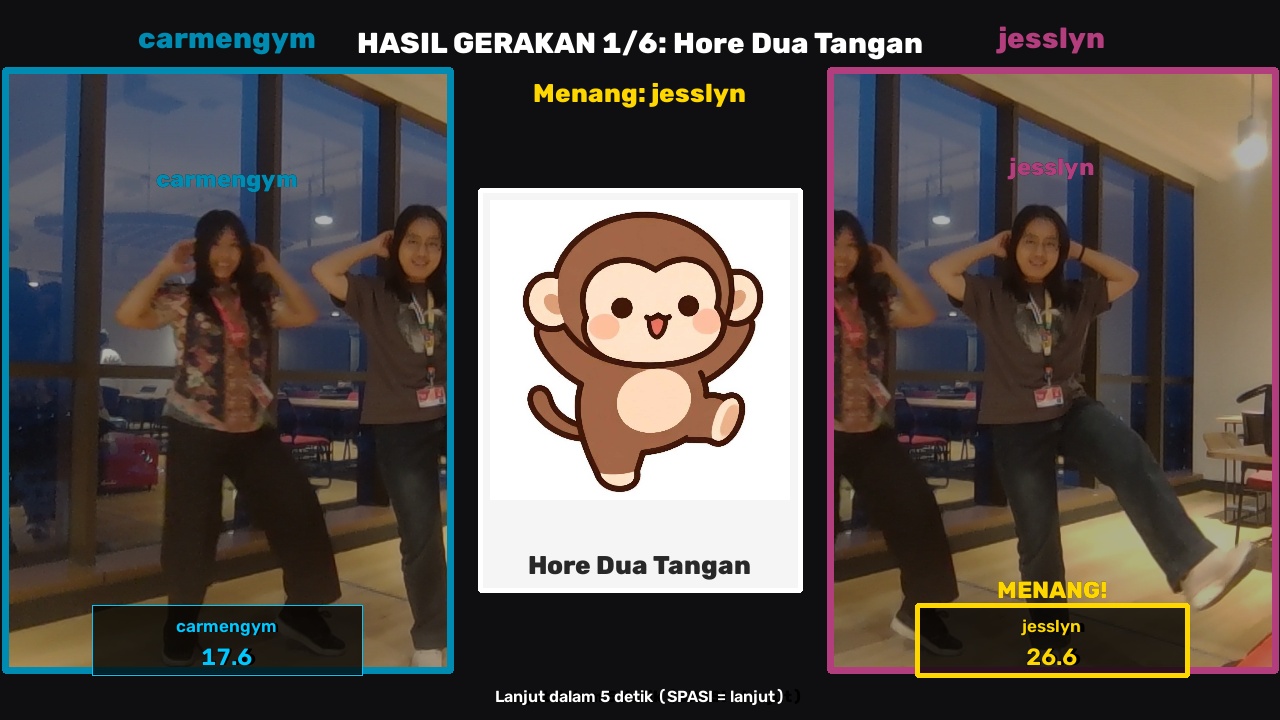 carmengym
HASIL GERAKAN 1/6: Hore Dua Tangan
jesslyn
Menang: jesslyn
carmengym
jesslyn
Hore Dua Tangan
carmengym
17.6
MENANG!
jesslyn
26.6
Lanjut dalam 5 detik (SPASI = lanjut)